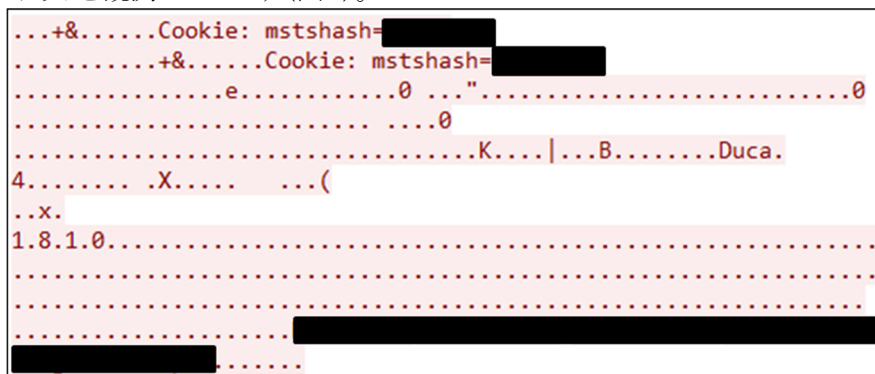 ...+&......Cookie: mstshash=
...........+&......Cookie: mstshash=
................e............0 ..."............................0
........................... ....0
...................................K....|...B........Duca.
4........ .X.....   ...(
..x.
1.8.1.0..........................................................
.................................................................
................................................................
.....................
.......